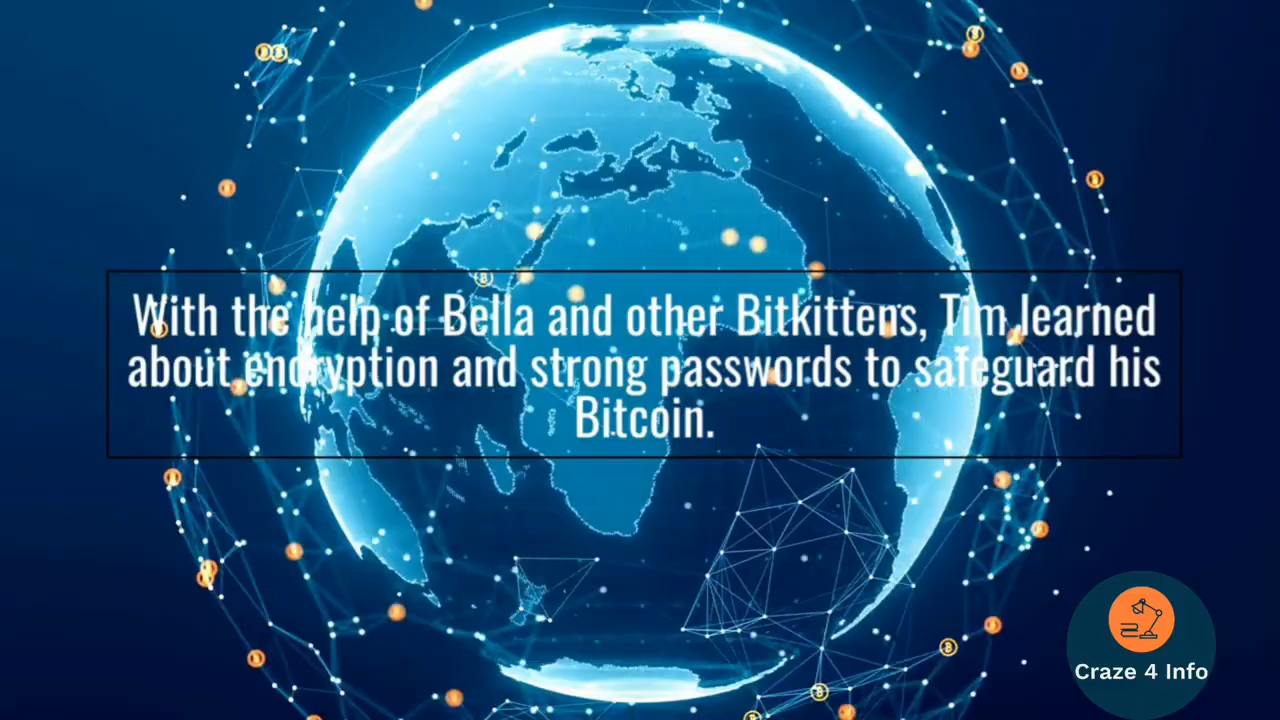 With the help of Bella and other Bitkittens, Tim learned
about encryption and strong passwords to safeguard his
Bitcoin.
Craze 4 Info